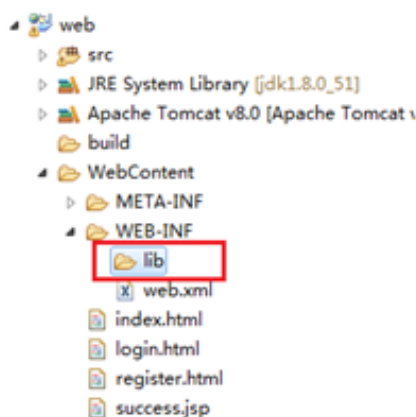 web
src
JRE System Library [jdk1.8.0_51]
Apache Tomcat v8.0 [Apache Tomcat
build
WebContent
META-INF
WEB-INF
lib
web.xml
index.html
login.html
register.html
success.jsp